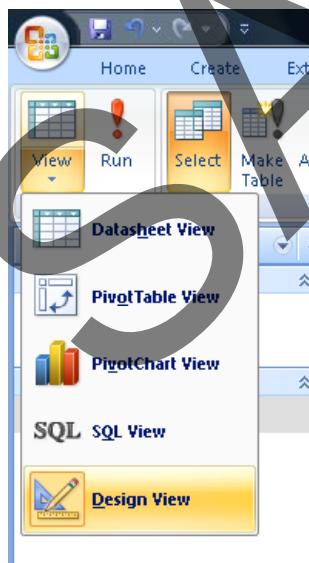 Home Create Ext
View Run Select Make A
Table
Datasheet View
PivotTable View
PivotChart View
SQL SQL View
Design View